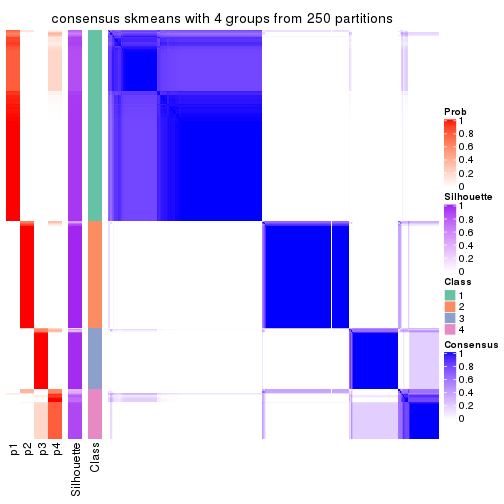 consensus skmeans with 4 groups from 250 partitions
Prob
1
0.8
0.6
0.4
0.2
0
Silhouette
1
0.8
0.6
0.4
0.2
0
Class
1
2
3
4
Consensus
1
0.8
0.6
0.4
0.2
0
p1
p2
p3
p4
Silhouette
Class